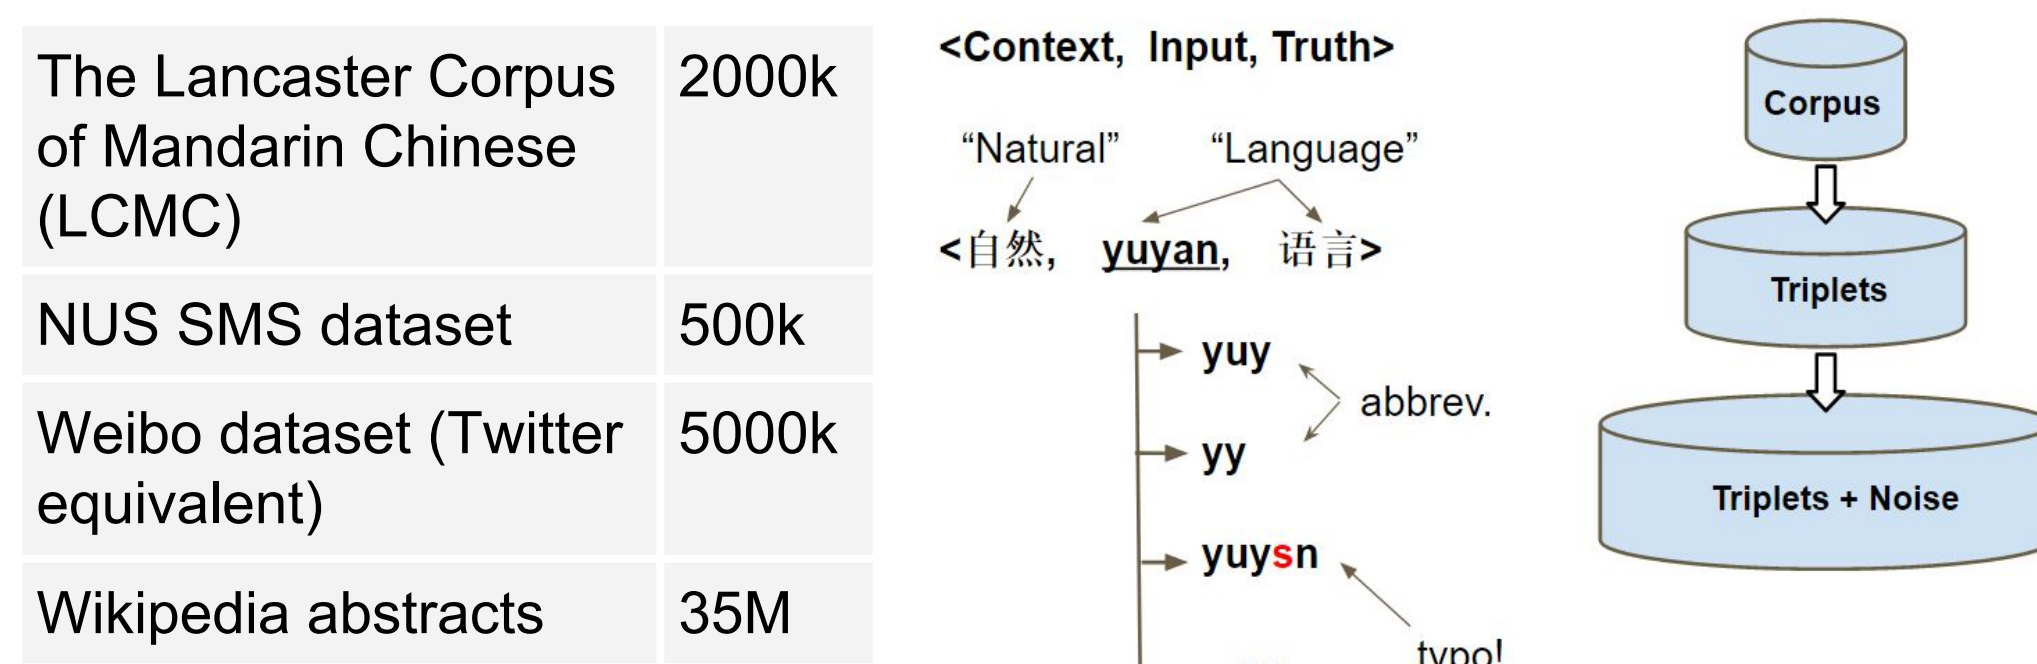 The Lancaster Corpus
of Mandarin Chinese
(LCMC)
2000k
NUS SMS dataset
500k
Weibo dataset (Twitter
equivalent)
5000k
Wikipedia abstracts
35M
<Context, Input, Truth>
“Natural”
“Language”
<自然, yuyan, 语言>
yuy
abbrev.
yy
yuysn
typo!
Corpus
Triplets
Triplets + Noise